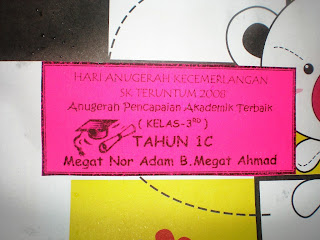 HARI ANUGERAH KECEMERLANGAN
SK TERUNTUM 2008
Anugerah Pencapaian Akademik Terbaik
( KELAS-3RD )
TAHUN 1C
Megat Nor Adam B.Megat Ahmad